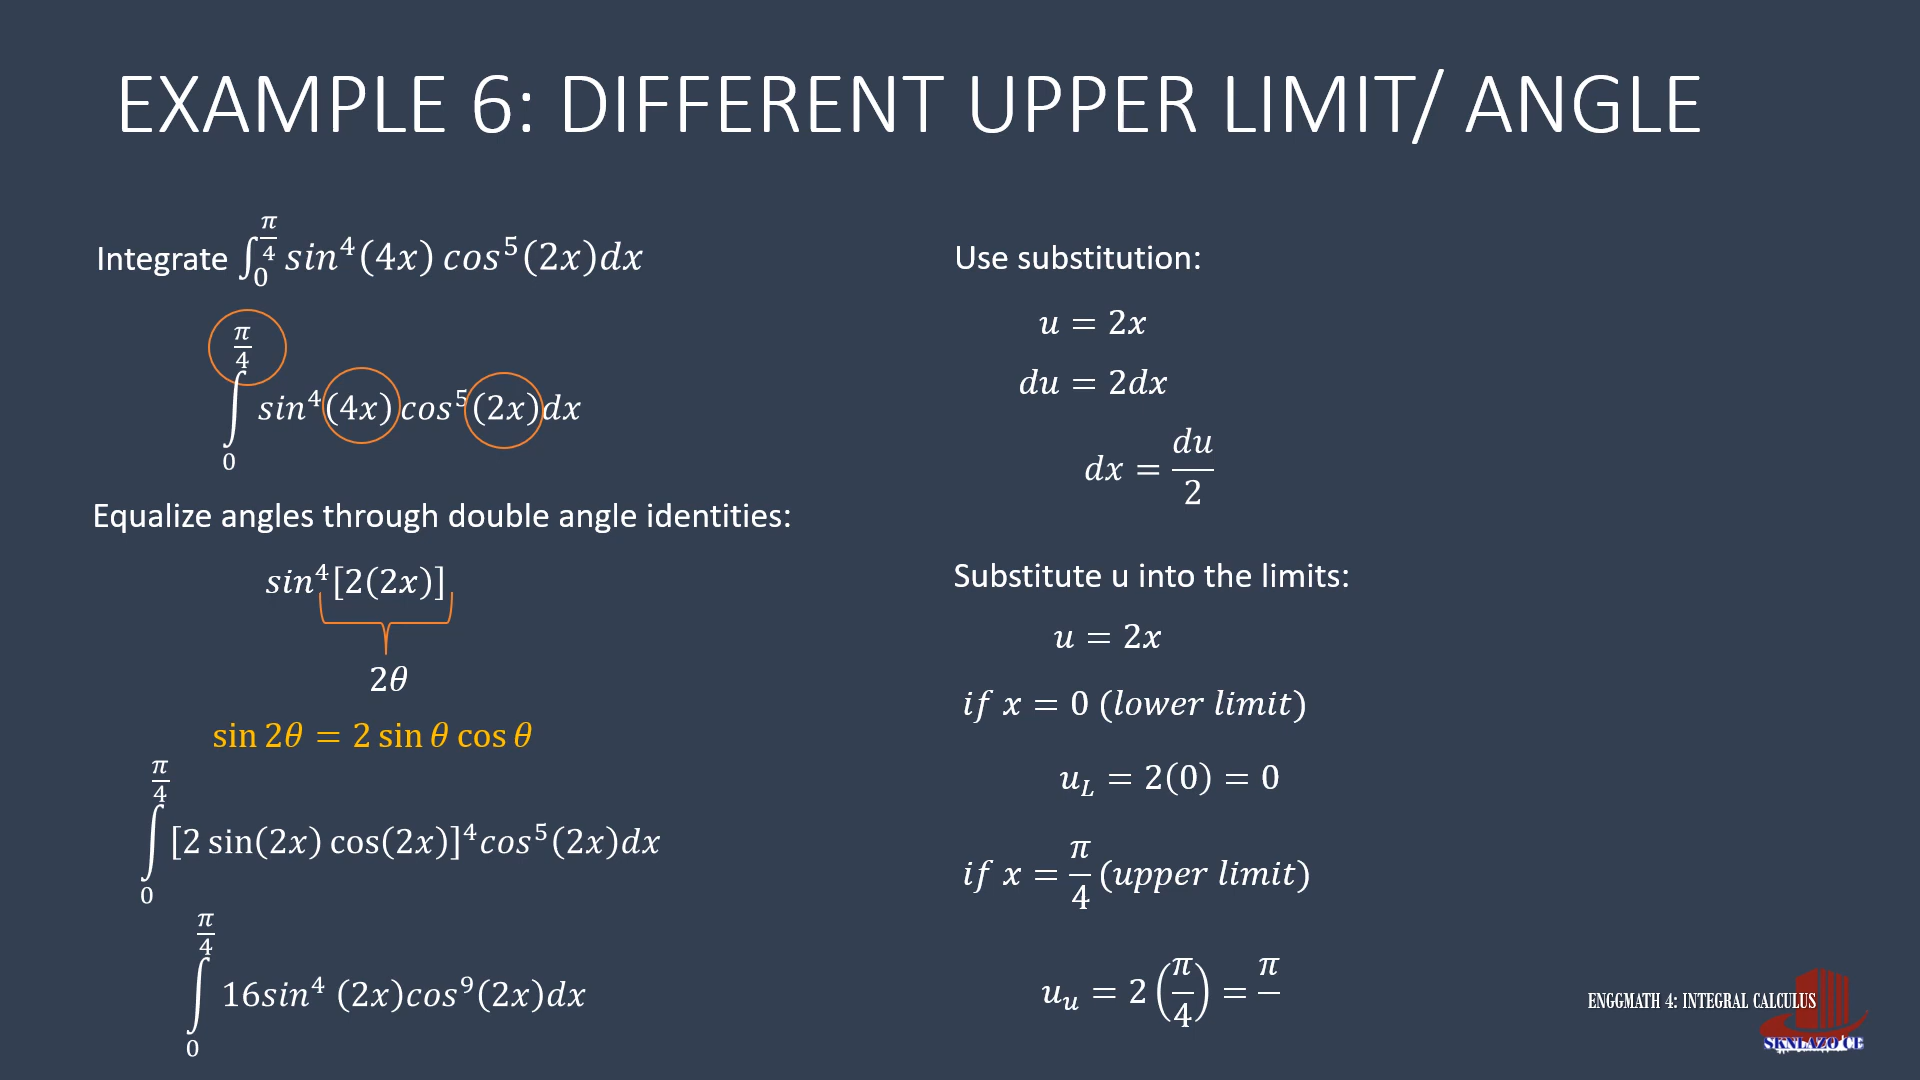 EXAMPLE 6: DIFFERENT UPPER LIMIT/ ANGLE
Integrate ∫₀^(π/4) sin⁴(4x) cos⁵(2x)dx
∫₀^(π/4) sin⁴(4x)cos⁵(2x)dx
Equalize angles through double angle identities:
sin⁴[2(2x)]
2θ
sin 2θ = 2 sin θ cos θ
∫₀^(π/4) [2 sin(2x) cos(2x)]⁴cos⁵(2x)dx
∫₀^(π/4) 16sin⁴ (2x)cos⁹(2x)dx
Use substitution:
u = 2x
du = 2dx
dx = du/2
Substitute u into the limits:
u = 2x
if x = 0 (lower limit)
u_L = 2(0) = 0
if x = π/4 (upper limit)
u_u = 2(π/4) = π/
ENGGMATH 4: INTEGRAL CALCULUS